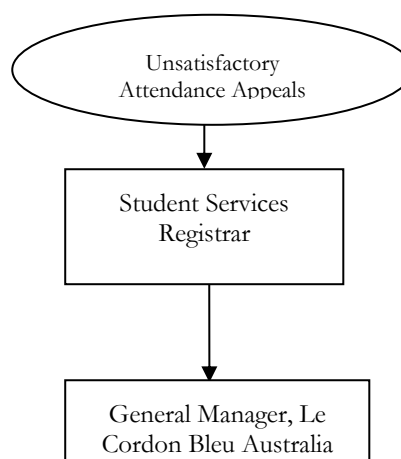 Unsatisfactory
Attendance Appeals
Student Services
Registrar
General Manager, Le
Cordon Bleu Australia